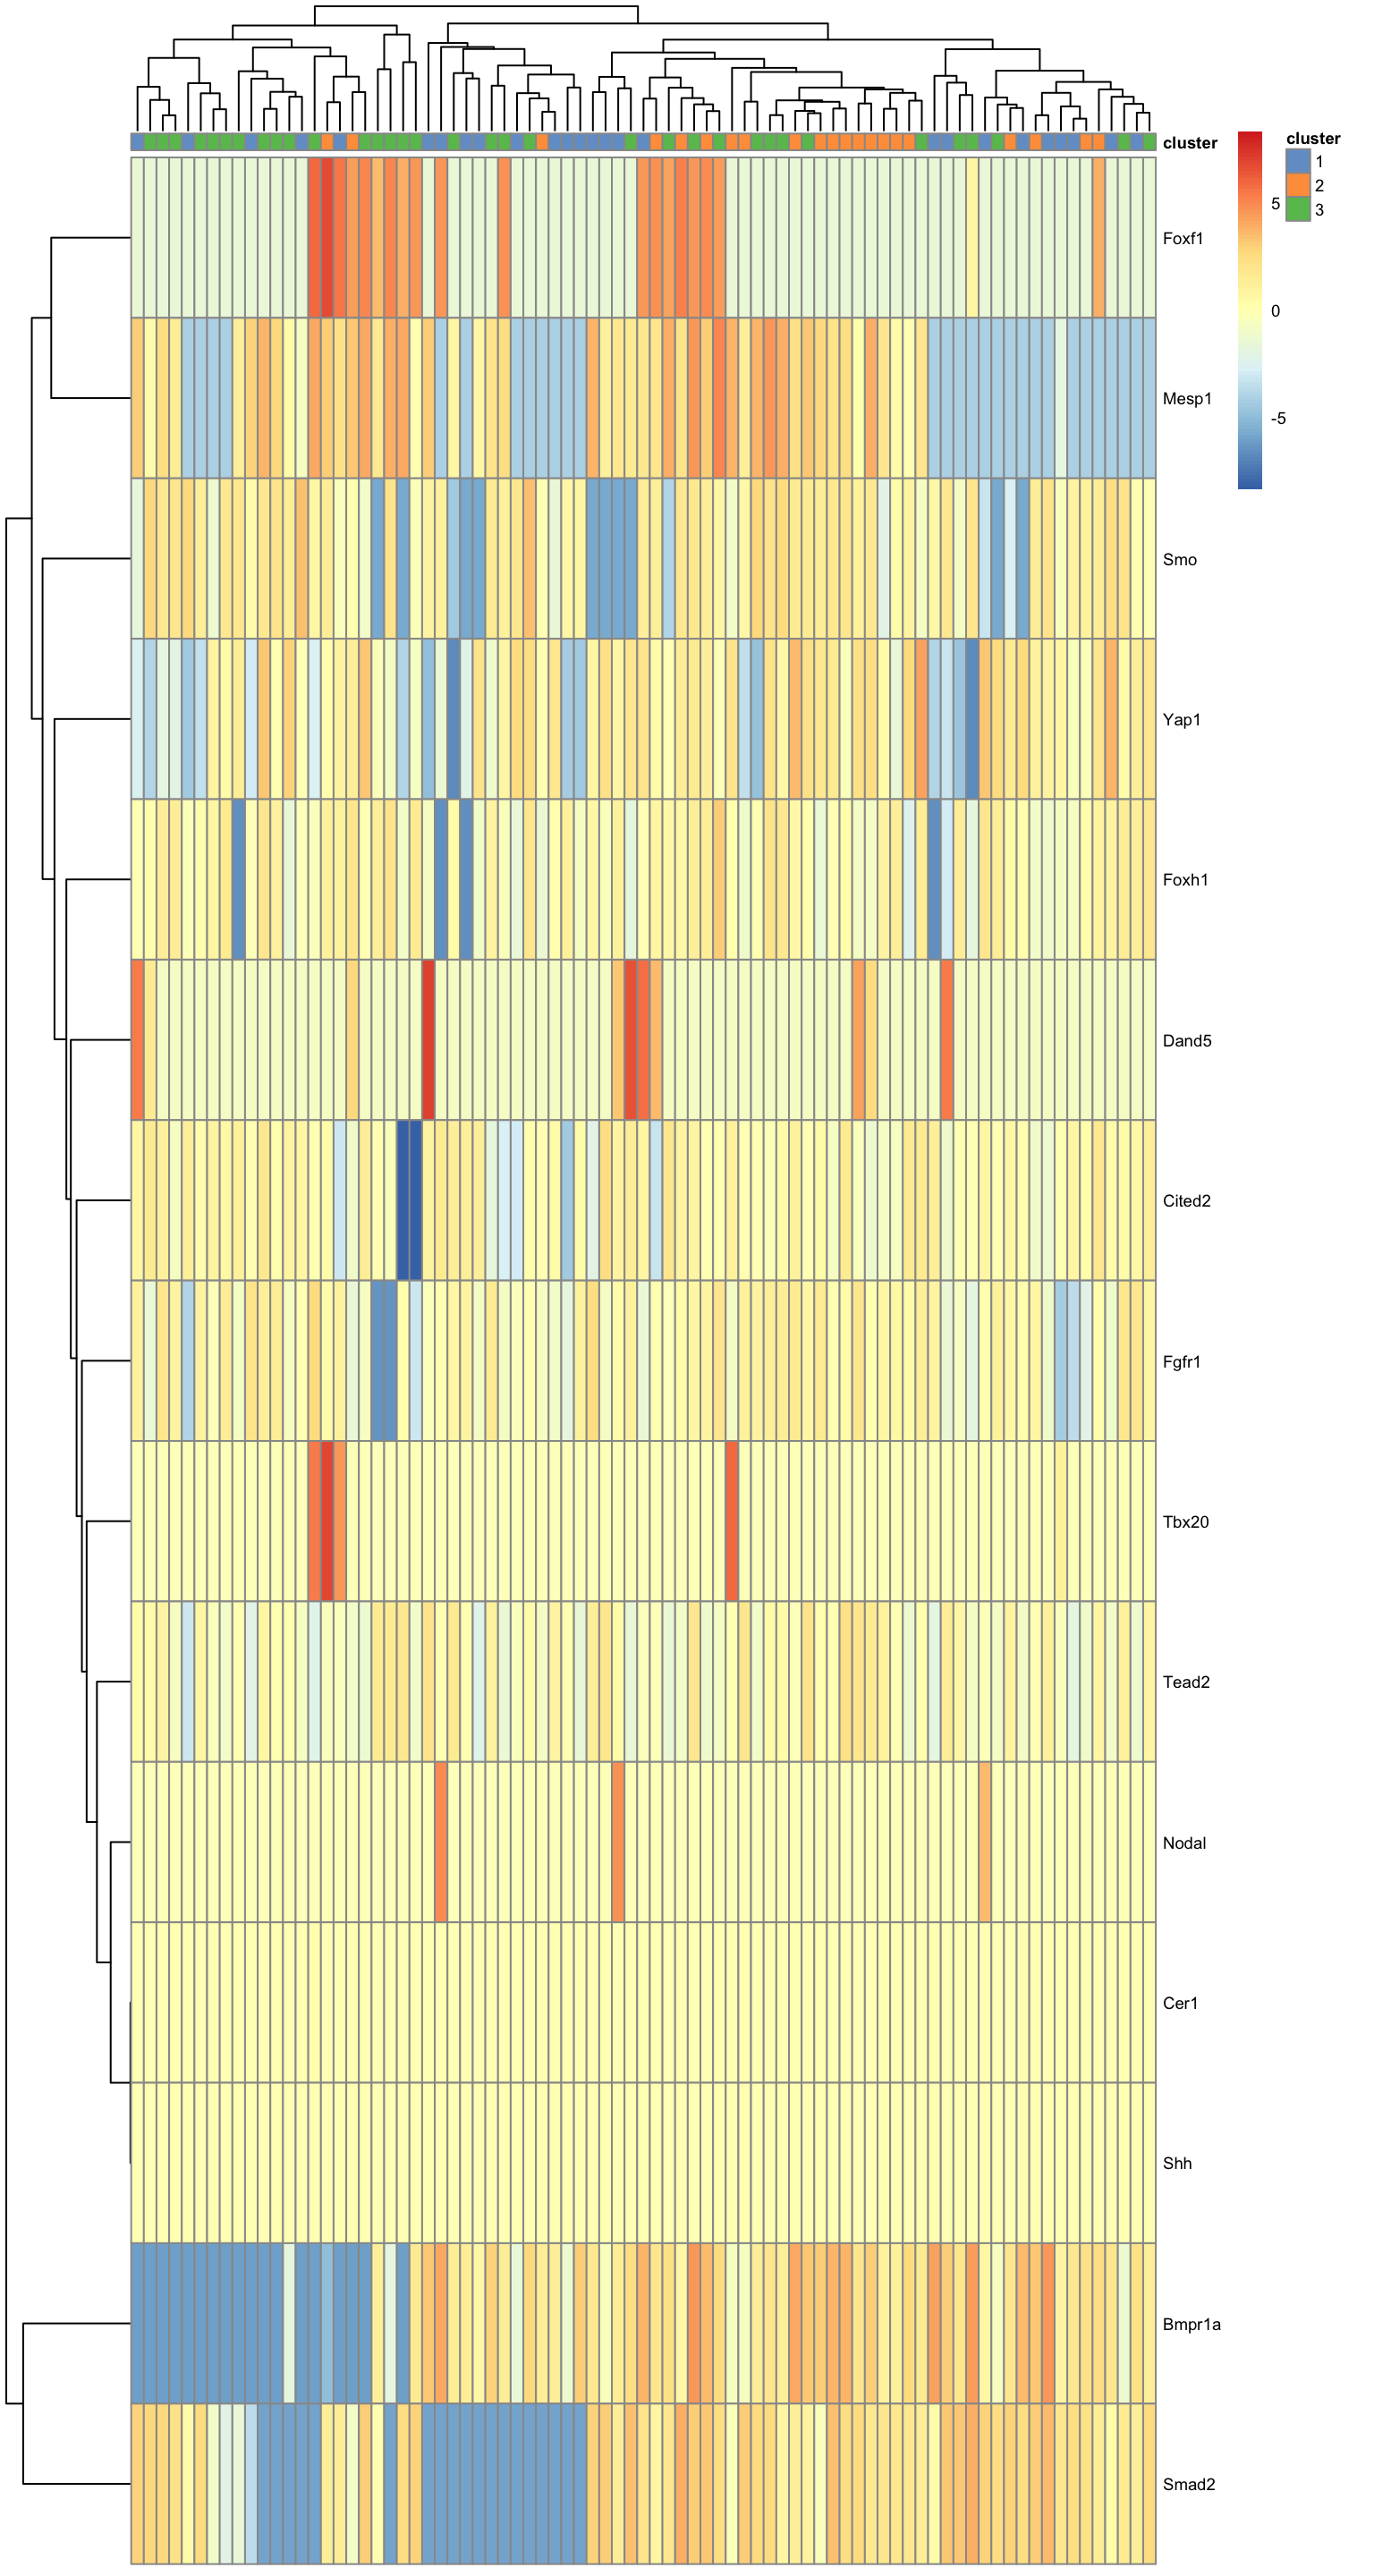 cluster
cluster
1
2
3
5
0
-5
Foxf1
Mesp1
Smo
Yap1
Foxh1
Dand5
Cited2
Fgfr1
Tbx20
Tead2
Nodal
Cer1
Shh
Bmpr1a
Smad2